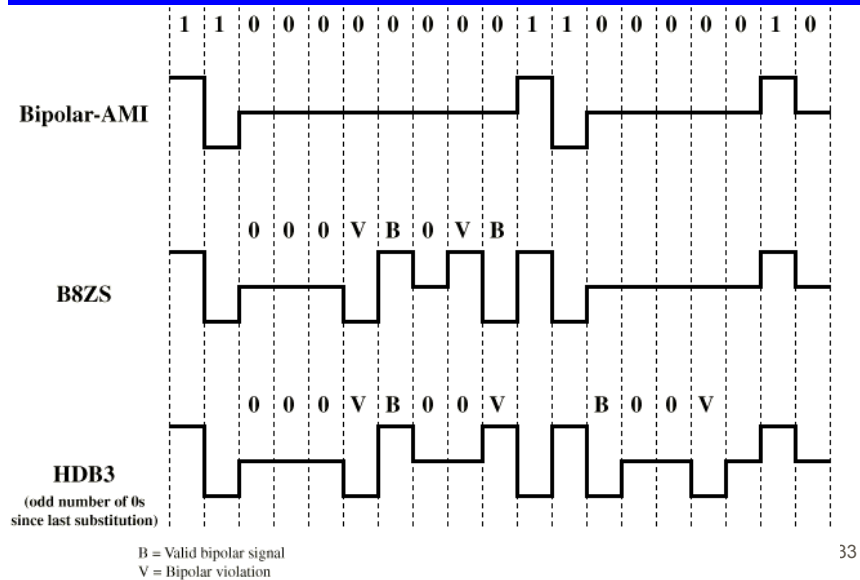 1 1 0 0 0 0 0 0 0 0 1 1 0 0 0 0 0 1 0
Bipolar-AMI
0 0 0 V B 0 V B
B8ZS
0 0 0 V B 0 0 V B 0 0 V
HDB3
(odd number of 0s
since last substitution)
B = Valid bipolar signal
V = Bipolar violation
33